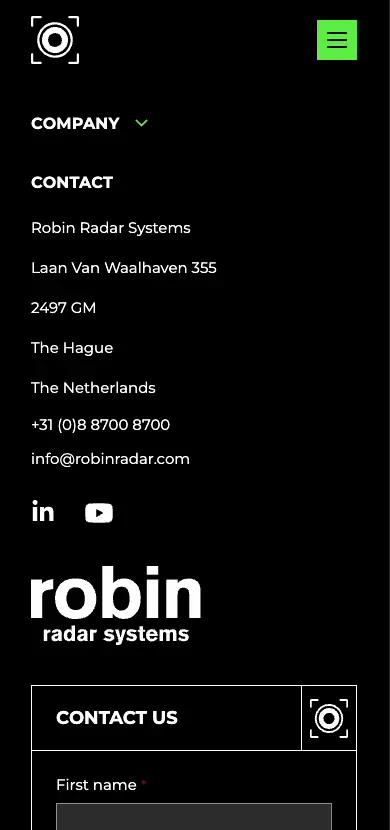 COMPANY
CONTACT
Robin Radar Systems
Laan Van Waalhaven 355
2497 GM
The Hague
The Netherlands
+31 (0)8 8700 8700
info@robinradar.com
in
robin
radar systems
CONTACT US
First name *